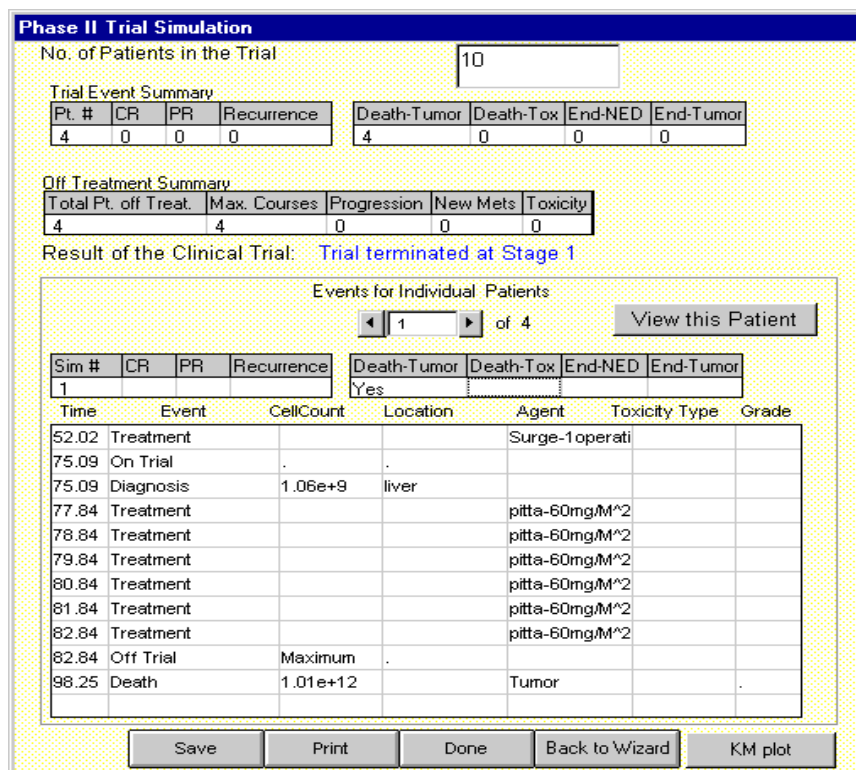 Phase II Trial Simulation
No. of Patients in the Trial 10
Trial Event Summary
Pt. # CR PR Recurrence Death-Tumor Death-Tox End-NED End-Tumor
4 0 0 0 4 0 0 0
Off Treatment Summary
Total Pt. off Treat. Max. Courses Progression New Mets Toxicity
4 4 0 0 0
Result of the Clinical Trial: Trial terminated at Stage 1
Events for Individual Patients
1 of 4 View this Patient
Sim # CR PR Recurrence Death-Tumor Death-Tox End-NED End-Tumor
1 Yes
Time Event CellCount Location Agent Toxicity Type Grade
52.02 Treatment Surge-1operati
75.09 On Trial . .
75.09 Diagnosis 1.06e+9 liver
77.84 Treatment pitta-60mg/M^2
78.84 Treatment pitta-60mg/M^2
79.84 Treatment pitta-60mg/M^2
80.84 Treatment pitta-60mg/M^2
81.84 Treatment pitta-60mg/M^2
82.84 Treatment pitta-60mg/M^2
82.84 Off Trial Maximum .
98.25 Death 1.01e+12 Tumor .
Save Print Done Back to Wizard KM plot